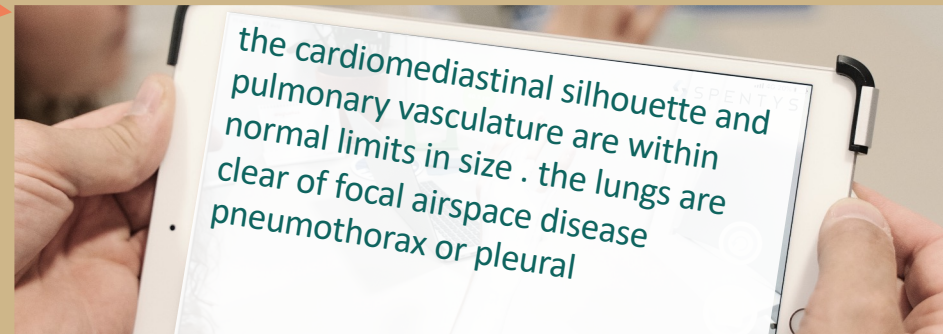 the cardiomediastinal silhouette and
pulmonary vasculature are within
normal limits in size . the lungs are
clear of focal airspace disease
pneumothorax or pleural
SPENTYS